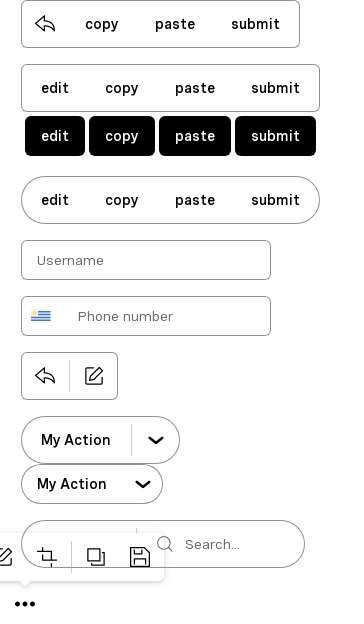 copy paste submit
edit copy paste submit
edit copy paste submit
edit copy paste submit
Username
Phone number
My Action
My Action
Search...